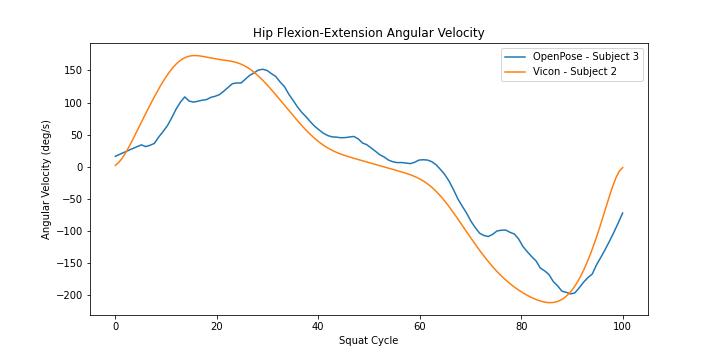 Hip Flexion-Extension Angular Velocity
OpenPose - Subject 3
Vicon - Subject 2
Angular Velocity (deg/s)
150
100
50
0
−50
−100
−150
−200
0 20 40 60 80 100
Squat Cycle